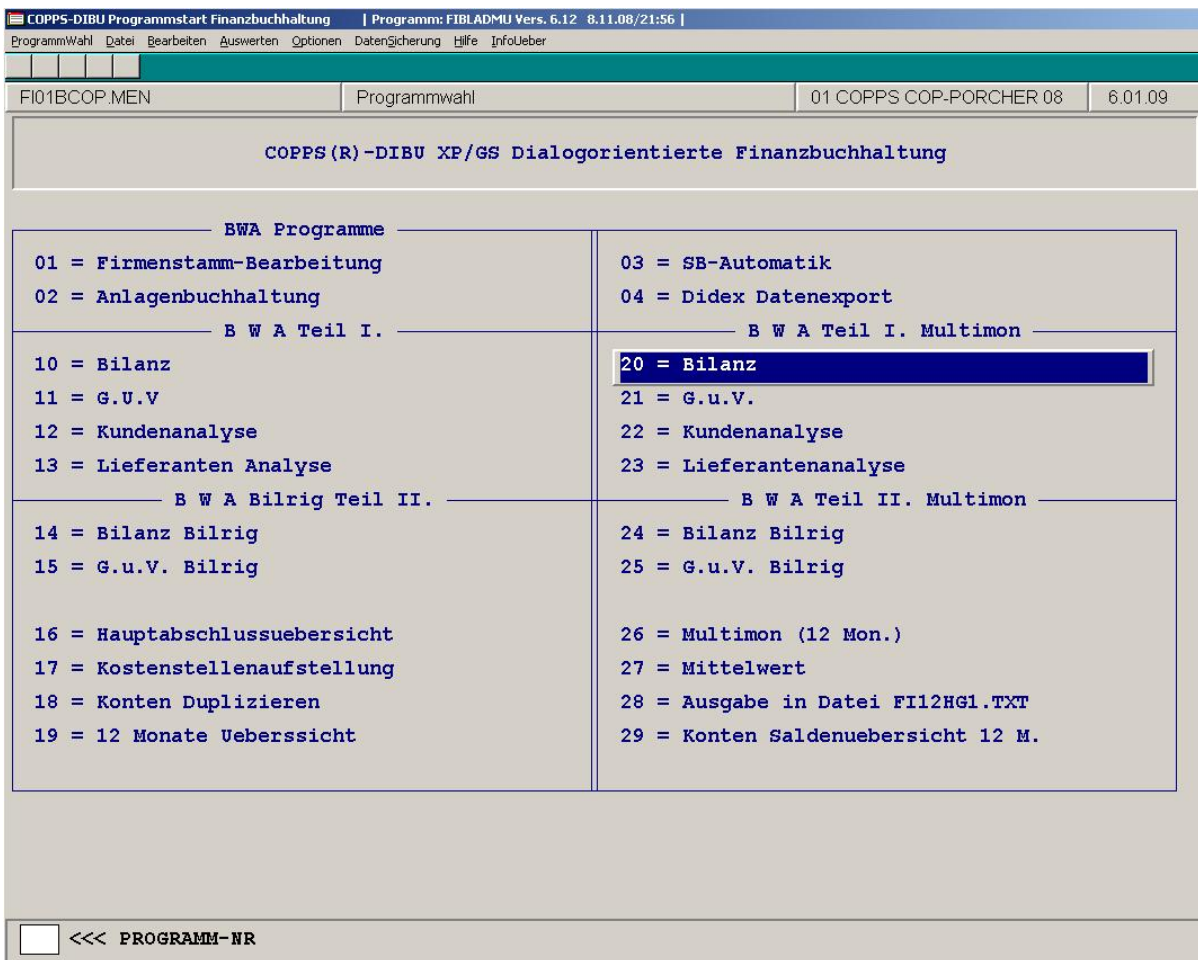 COPPS-DIBU Programmstart Finanzbuchhaltung | Programm: FIBLADMU Vers. 6.12 8.11.08/21:56 |
ProgrammWahl Datei Bearbeiten Auswerten Optionen DatenSicherung Hilfe InfoUeber
FI01BCOP.MEN Programmwahl 01 COPPS COP-PORCHER 08 6.01.09
COPPS(R)-DIBU XP/GS Dialogorientierte Finanzbuchhaltung
BWA Programme
01 = Firmenstamm-Bearbeitung
02 = Anlagenbuchhaltung
03 = SB-Automatik
04 = Didex Datenexport
B W A Teil I.
10 = Bilanz
11 = G.U.V
12 = Kundenanalyse
13 = Lieferanten Analyse
B W A Teil I. Multimon
20 = Bilanz
21 = G.u.V.
22 = Kundenanalyse
23 = Lieferantenanalyse
B W A Bilrig Teil II.
14 = Bilanz Bilrig
15 = G.u.V. Bilrig
16 = Hauptabschlussuebersicht
17 = Kostenstellenaufstellung
18 = Konten Duplizieren
19 = 12 Monate Ueberssicht
B W A Teil II. Multimon
24 = Bilanz Bilrig
25 = G.u.V. Bilrig
26 = Multimon (12 Mon.)
27 = Mittelwert
28 = Ausgabe in Datei FI12HG1.TXT
29 = Konten Saldenuebersicht 12 M.
<<< PROGRAMM-NR